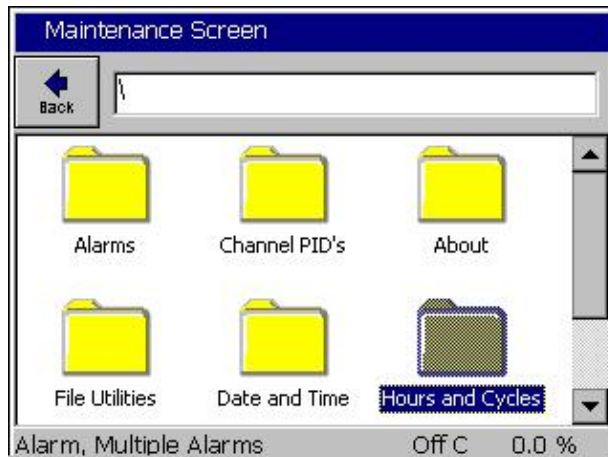 Maintenance Screen
Back
\
Alarms Channel PID's About
File Utilities Date and Time Hours and Cycles
Alarm, Multiple Alarms Off C 0.0 %